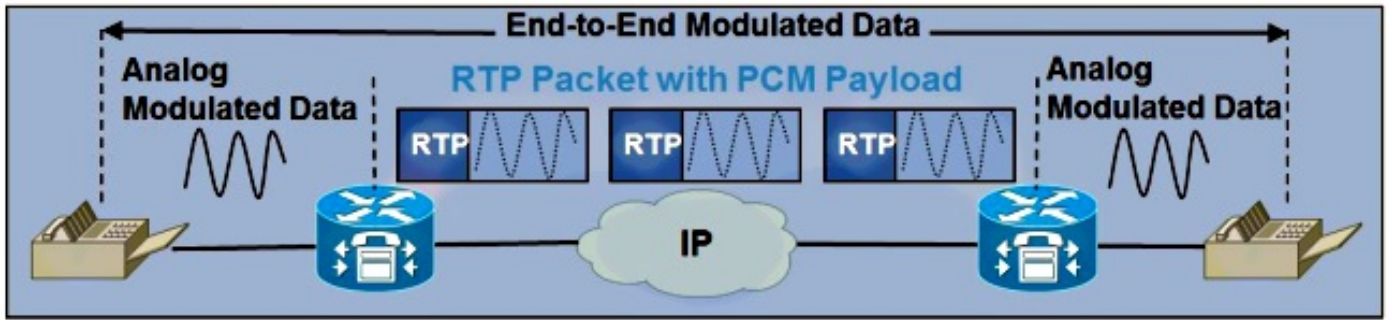 End-to-End Modulated Data
Analog
Modulated Data
RTP Packet with PCM Payload
Analog
Modulated Data
RTP
RTP
RTP
IP